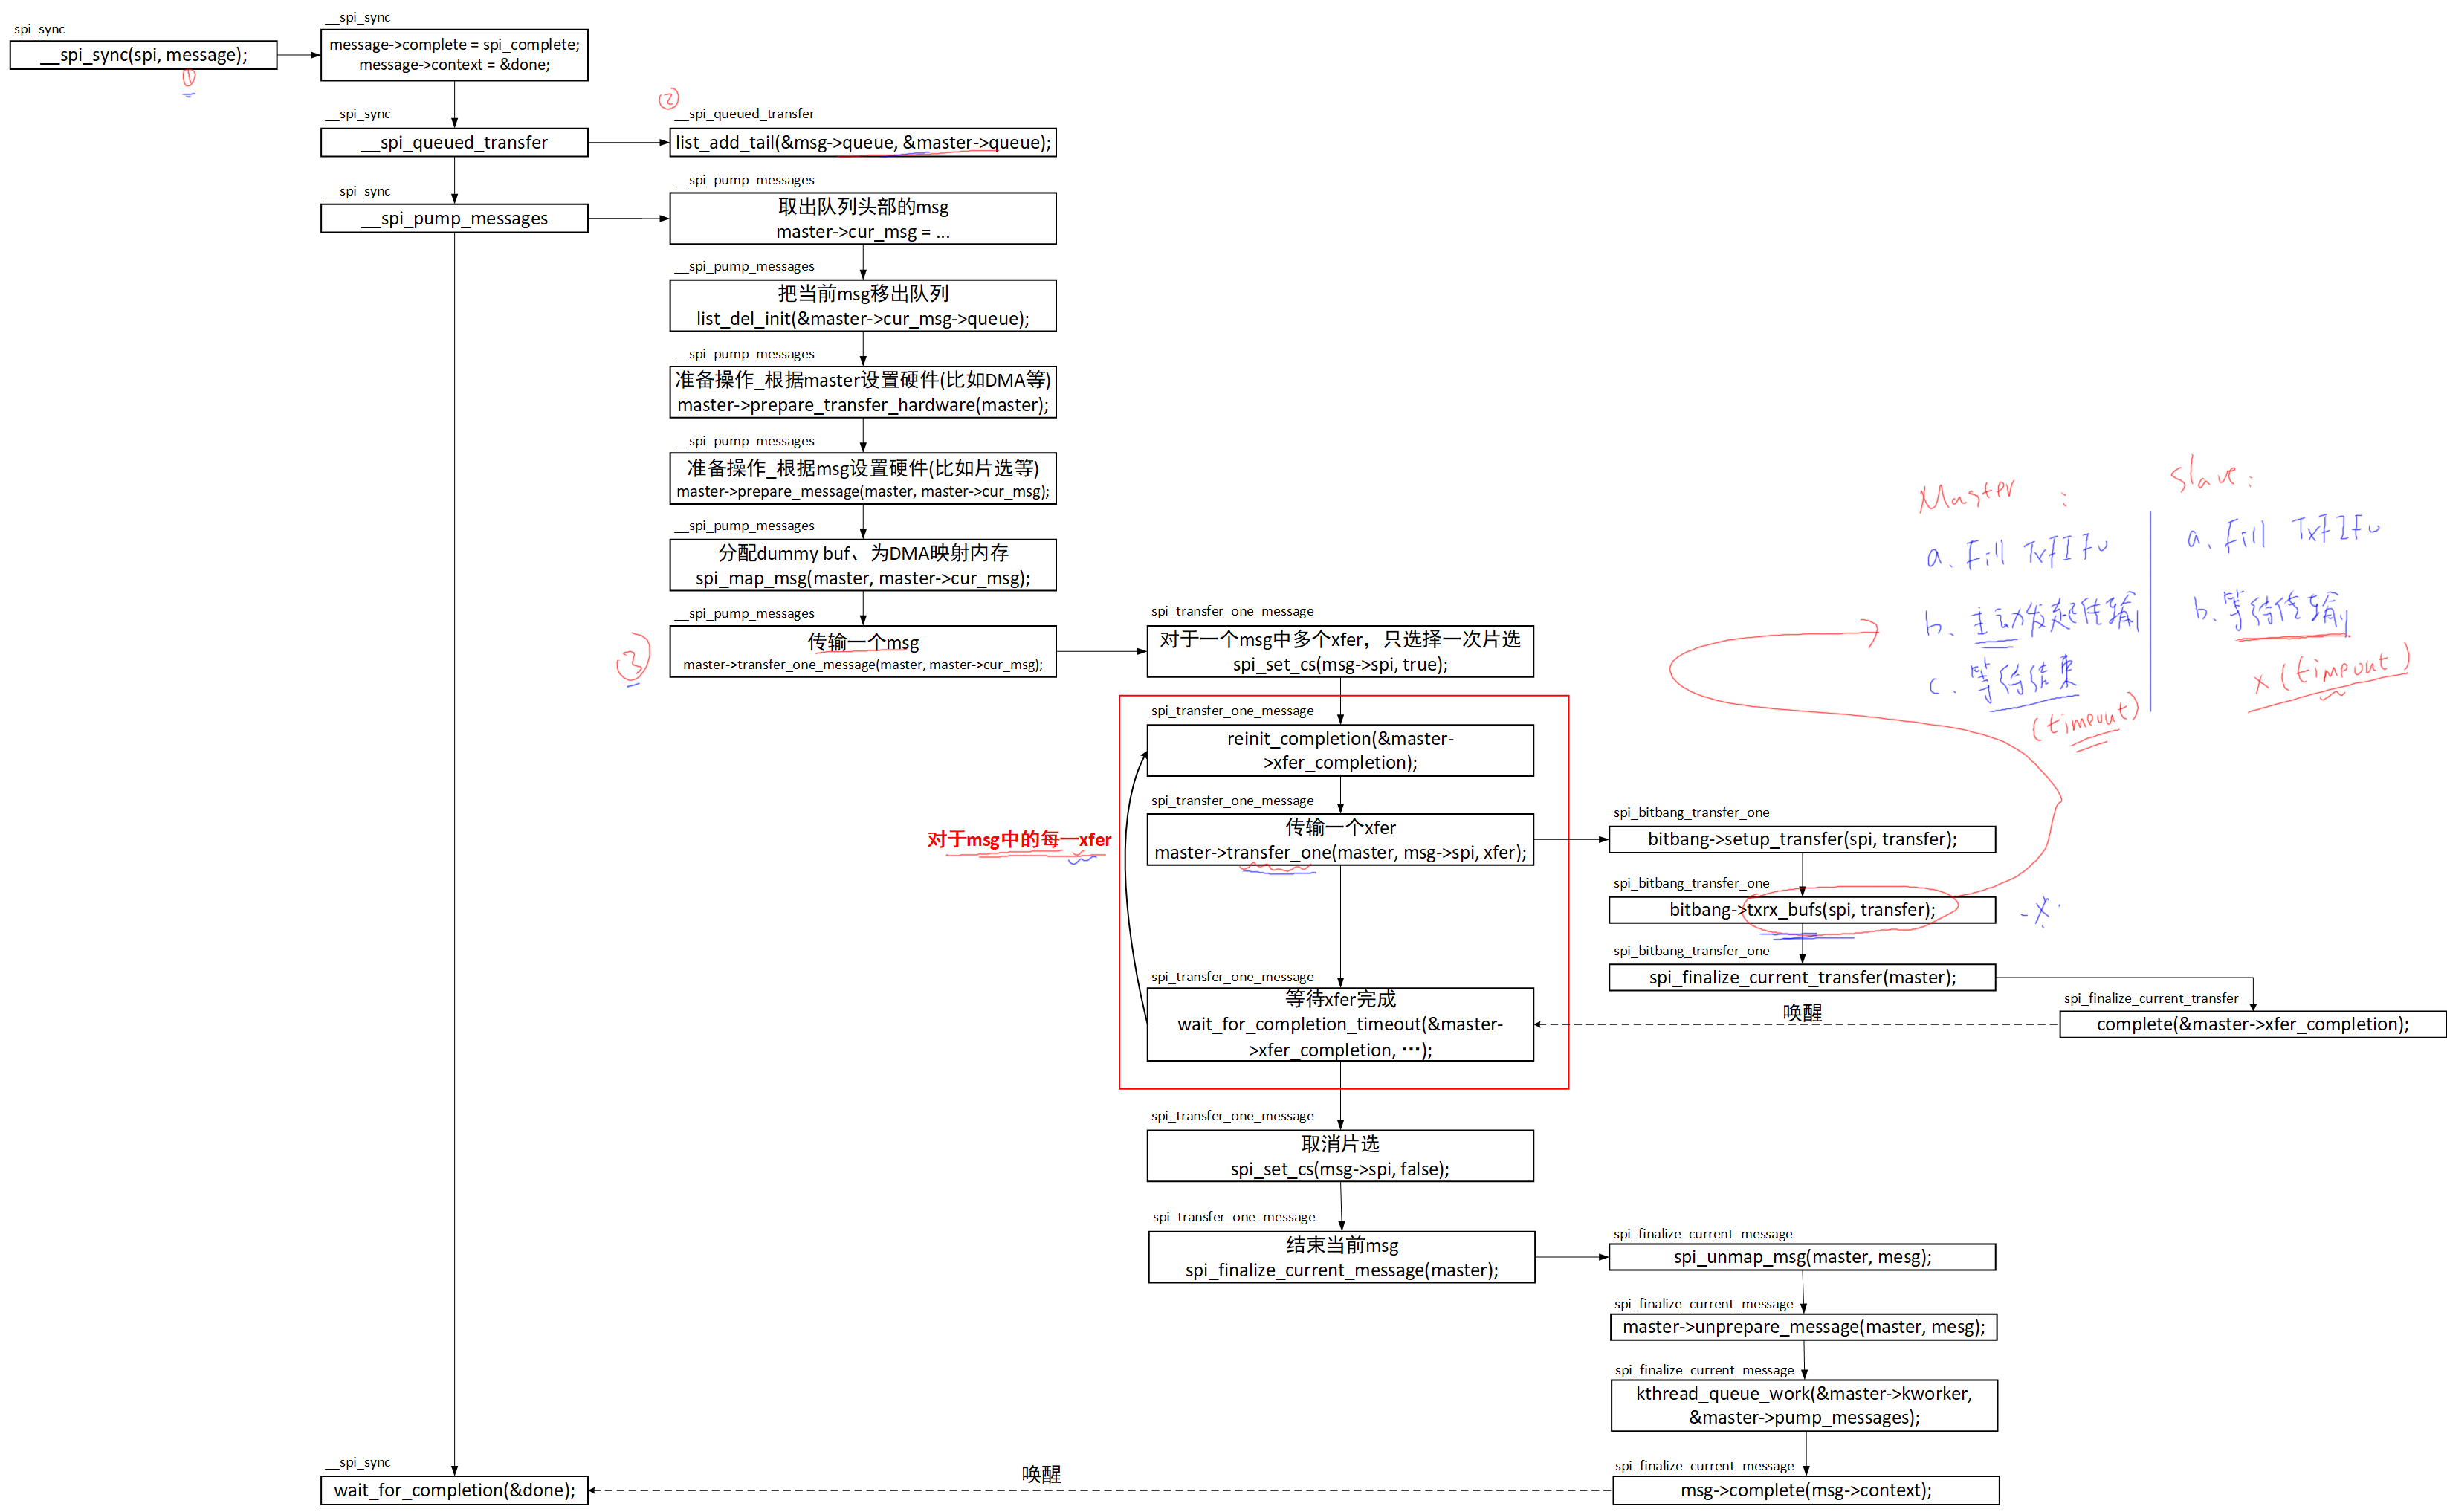 spi_sync
__spi_sync(spi, message);
①
__spi_sync
message->complete = spi_complete;
message->context = &done;
__spi_sync
__spi_queued_transfer
②
__spi_queued_transfer
list_add_tail(&msg->queue, &master->queue);
__spi_sync
__spi_pump_messages
__spi_pump_messages
取出队列头部的msg
master->cur_msg = ...
__spi_pump_messages
把当前msg移出队列
list_del_init(&master->cur_msg->queue);
__spi_pump_messages
准备操作_根据master设置硬件(比如DMA等)
master->prepare_transfer_hardware(master);
__spi_pump_messages
准备操作_根据msg设置硬件(比如片选等)
master->prepare_message(master, master->cur_msg);
__spi_pump_messages
分配dummy buf、为DMA映射内存
spi_map_msg(master, master->cur_msg);
③
__spi_pump_messages
传输一个msg
master->transfer_one_message(master, master->cur_msg);
spi_transfer_one_message
对于一个msg中多个xfer，只选择一次片选
spi_set_cs(msg->spi, true);
Master :
a. Fill TxFIFo
b. 主动发起传输
c. 等待结束
(timeout)
Slave:
a. Fill TxFIFo
b. 等待传输
x (timeout)
对于msg中的每一xfer
spi_transfer_one_message
reinit_completion(&master-
>xfer_completion);
spi_transfer_one_message
传输一个xfer
master->transfer_one(master, msg->spi, xfer);
spi_bitbang_transfer_one
bitbang->setup_transfer(spi, transfer);
spi_bitbang_transfer_one
bitbang->txrx_bufs(spi, transfer);
spi_bitbang_transfer_one
spi_finalize_current_transfer(master);
spi_finalize_current_transfer
complete(&master->xfer_completion);
唤醒
spi_transfer_one_message
等待xfer完成
wait_for_completion_timeout(&master-
>xfer_completion, …);
spi_transfer_one_message
取消片选
spi_set_cs(msg->spi, false);
spi_transfer_one_message
结束当前msg
spi_finalize_current_message(master);
spi_finalize_current_message
spi_unmap_msg(master, mesg);
spi_finalize_current_message
master->unprepare_message(master, mesg);
spi_finalize_current_message
kthread_queue_work(&master->kworker,
&master->pump_messages);
spi_finalize_current_message
msg->complete(msg->context);
唤醒
__spi_sync
wait_for_completion(&done);